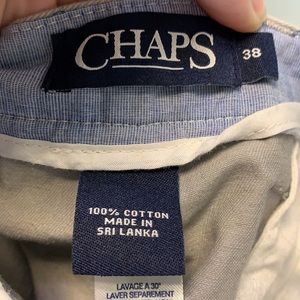 CHAPS
38
100% COTTON
MADE IN
SRI LANKA
LAVAGE A 30°
LAVER SEPAREMENT